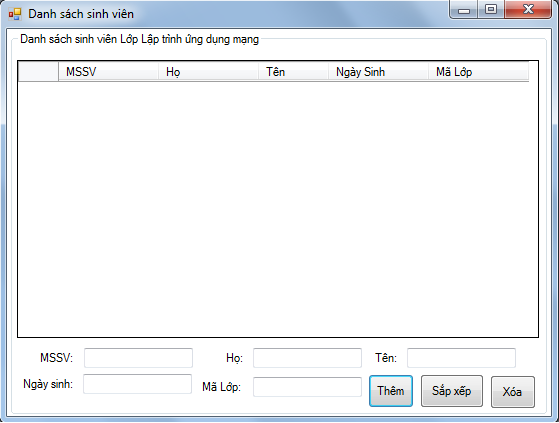 Danh sách sinh viên
Danh sách sinh viên Lớp Lập trình ứng dụng mạng
MSSV Họ Tên Ngày Sinh Mã Lớp
MSSV: Họ: Tên:
Ngày sinh: Mã Lớp: Thêm Sắp xếp Xóa